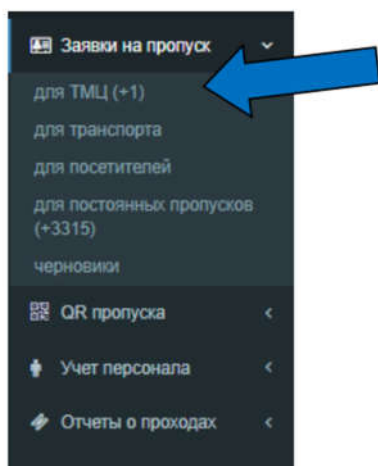 Заявки на пропуск
для ТМЦ (+1)
для транспорта
для посетителей
для постоянных пропусков
(+3315)
черновики
QR пропуска
Учет персонала
Отчеты о проходах